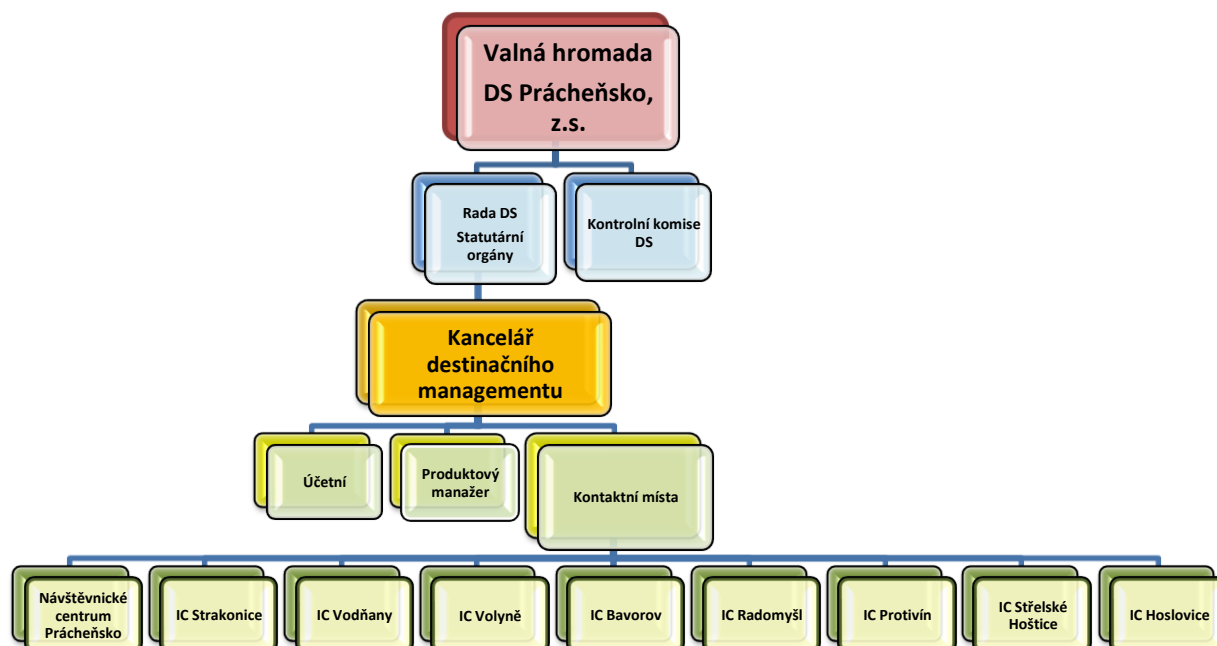 Valná hromada
DS Prácheňsko,
z.s.
Rada DS
Statutární
orgány
Kontrolní komise
DS
Kancelář
destinačního
managementu
Účetní
Produktový
manažer
Kontaktní místa
Návštěvnické
centrum
Prácheňsko
IC Strakonice
IC Vodňany
IC Volyně
IC Bavorov
IC Radomyšl
IC Protivín
IC Střelské
Hoštice
IC Hoslovice